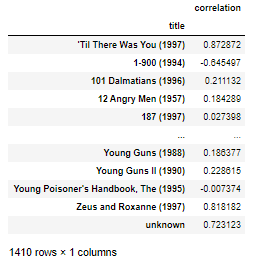 correlation
title
'Til There Was You (1997) 0.872872
1-900 (1994) -0.645497
101 Dalmatians (1996) 0.211132
12 Angry Men (1957) 0.184289
187 (1997) 0.027398
... ...
Young Guns (1988) 0.186377
Young Guns II (1990) 0.228615
Young Poisoner's Handbook, The (1995) -0.007374
Zeus and Roxanne (1997) 0.818182
unknown 0.723123
1410 rows × 1 columns